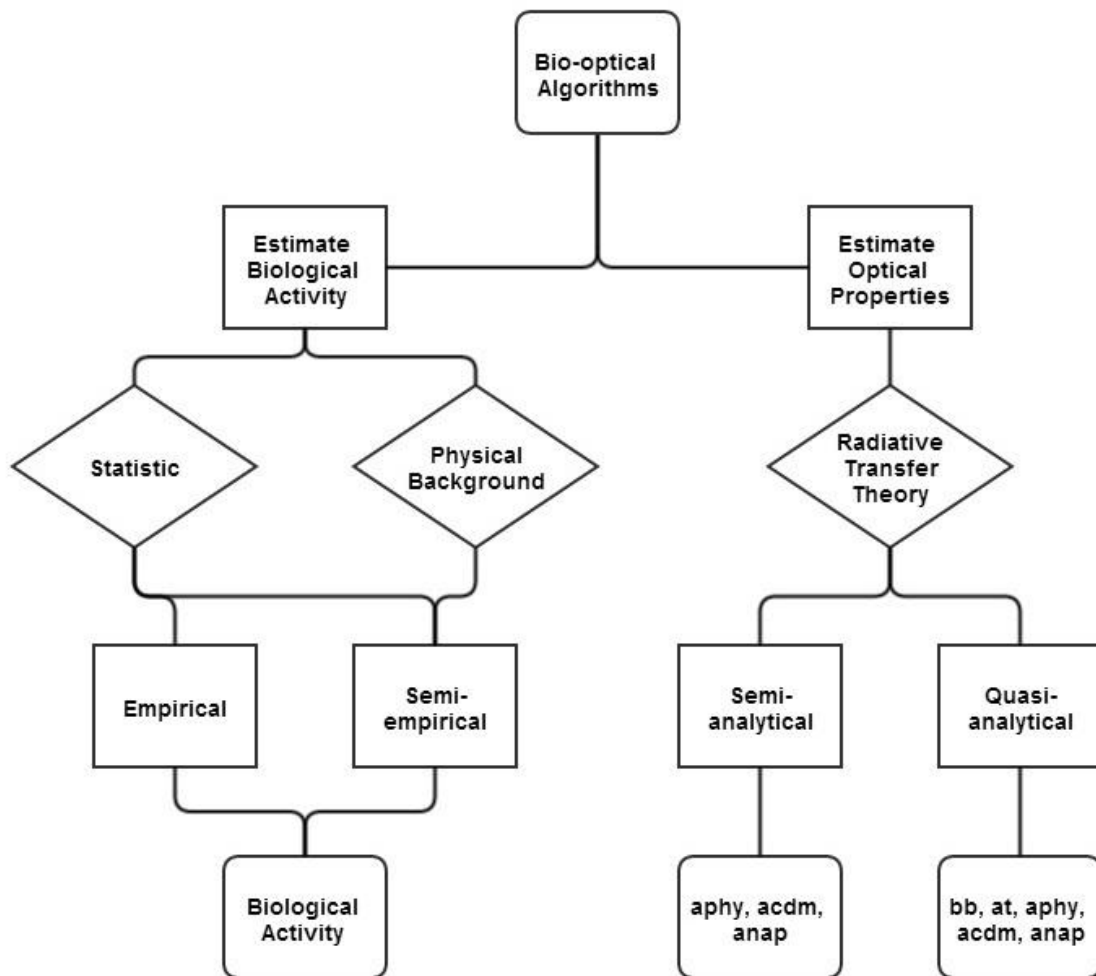 Bio-optical
Algorithms
Estimate
Biological
Activity
Estimate
Optical
Properties
Statistic
Physical
Background
Radiative
Transfer
Theory
Empirical
Semi-
empirical
Semi-
analytical
Quasi-
analytical
Biological
Activity
aphy, acdm,
anap
bb, at, aphy,
acdm, anap